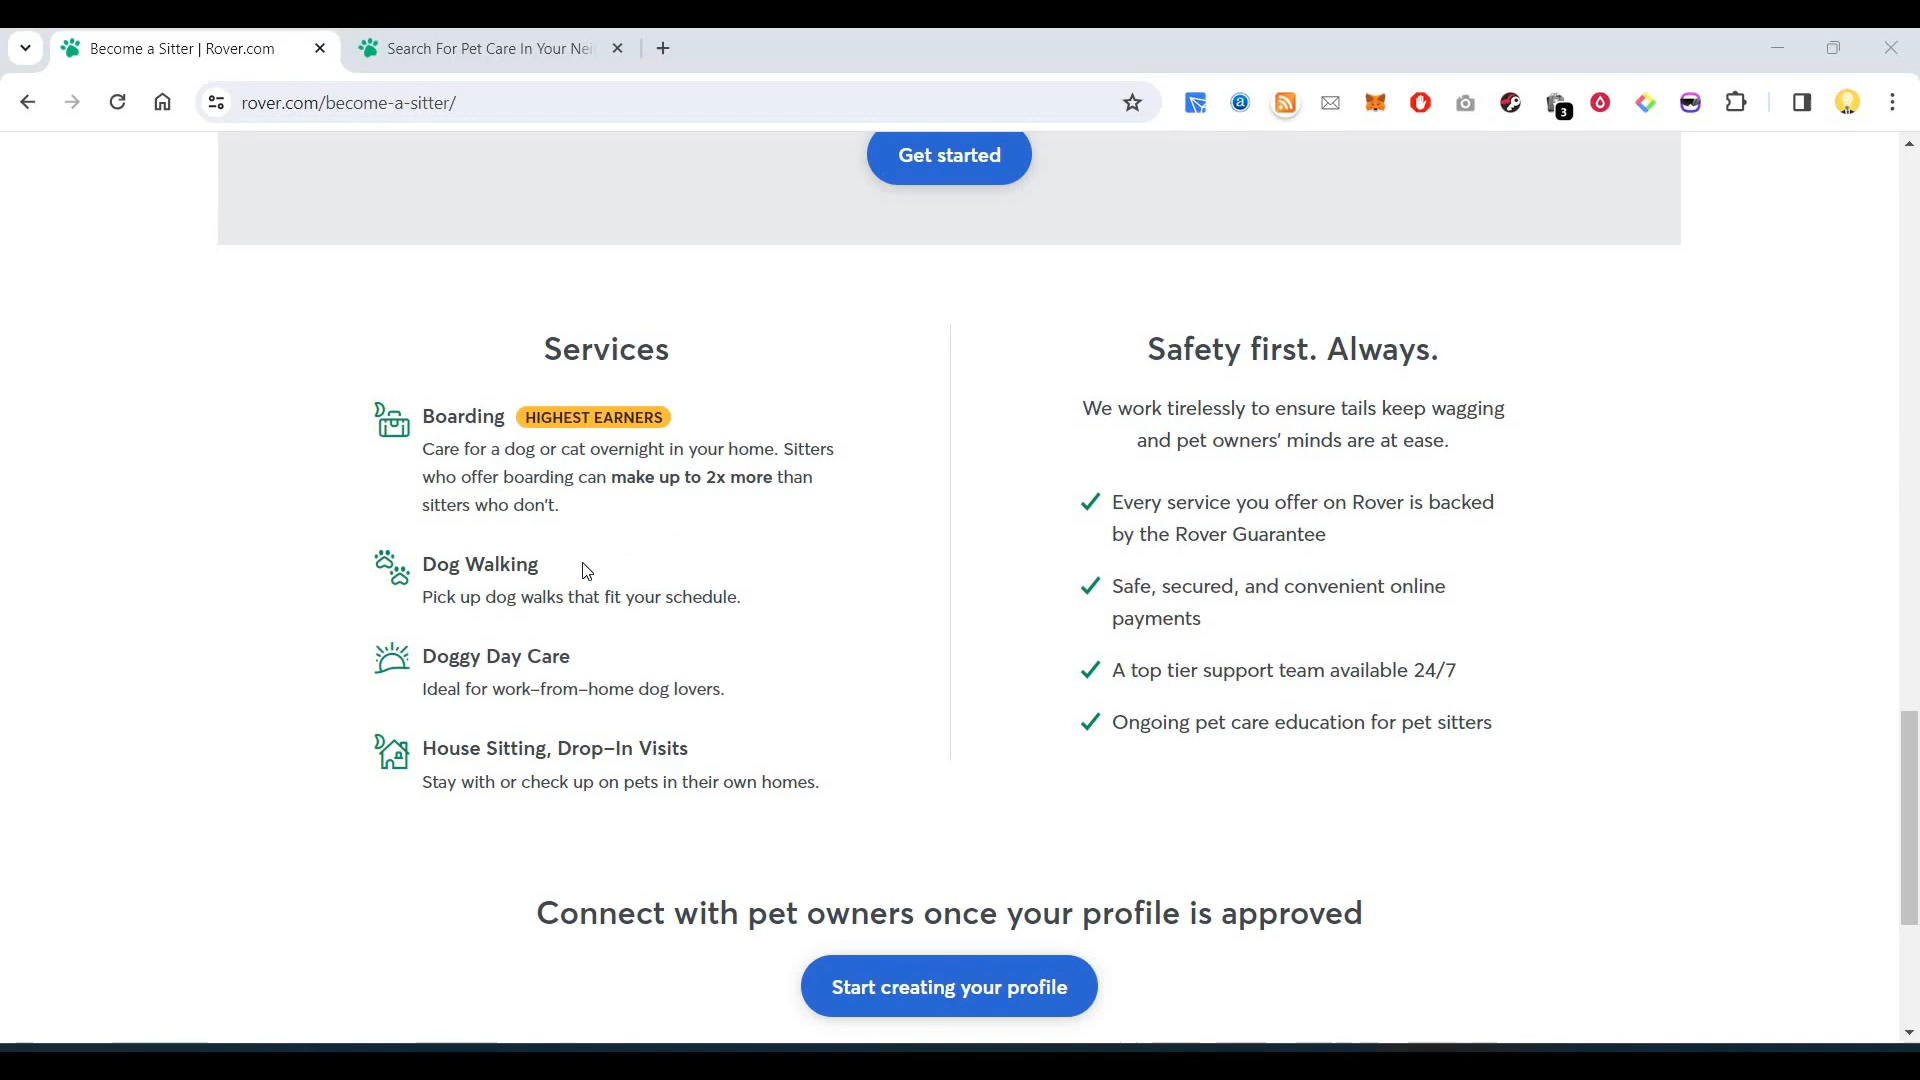 Become a Sitter | Rover.com
Search For Pet Care In Your Nei
rover.com/become-a-sitter/
3
Get started
Services
Boarding HIGHEST EARNERS
Care for a dog or cat overnight in your home. Sitters
who offer boarding can make up to 2x more than
sitters who don't.
Dog Walking
Pick up dog walks that fit your schedule.
Doggy Day Care
Ideal for work-from-home dog lovers.
House Sitting, Drop-In Visits
Stay with or check up on pets in their own homes.
Safety first. Always.
We work tirelessly to ensure tails keep wagging
and pet owners' minds are at ease.
Every service you offer on Rover is backed
by the Rover Guarantee
Safe, secured, and convenient online
payments
A top tier support team available 24/7
Ongoing pet care education for pet sitters
Connect with pet owners once your profile is approved
Start creating your profile